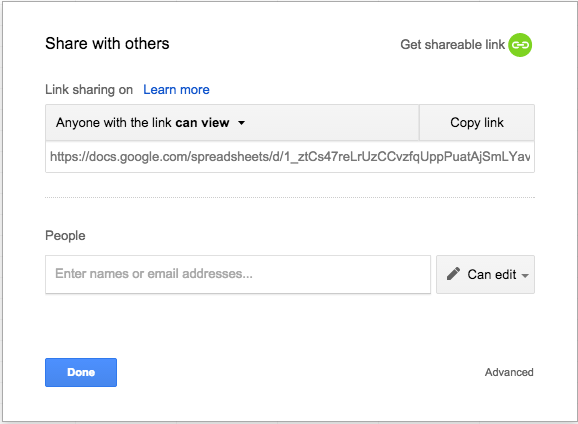 Share with others
Get shareable link
Link sharing on Learn more
Anyone with the link can view
Copy link
https://docs.google.com/spreadsheets/d/1_ztCs47reLrUzCCvzfqUppPuatAjSmLYav
People
Enter names or email addresses...
Can edit
Done
Advanced